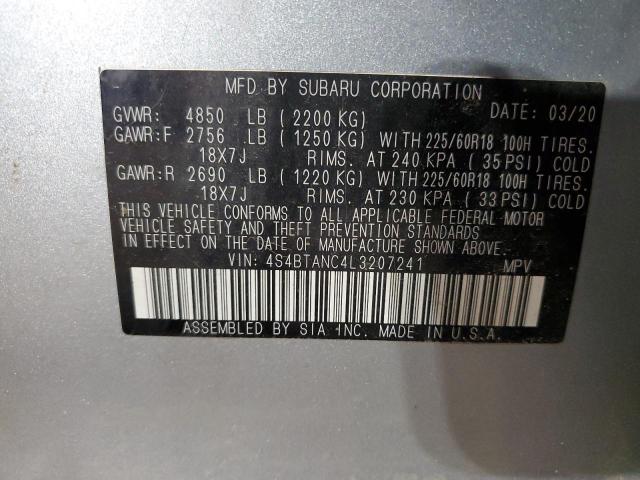 MFD BY SUBARU CORPORATION
GVWR: 4850 LB ( 2200 KG) DATE: 03/20
GAWR:F 2756 LB ( 1250 KG) WITH 225/60R18 100H TIRES.
18X7J RIMS. AT 240 KPA ( 35 PSI) COLD
GAWR:R 2690 LB ( 1220 KG) WITH 225/60R18 100H TIRES.
18X7J RIMS. AT 230 KPA ( 33 PSI) COLD
THIS VEHICLE CONFORMS TO ALL APPLICABLE FEDERAL MOTOR
VEHICLE SAFETY AND THEFT PREVENTION STANDARDS
IN EFFECT ON THE DATE OF MANUFACTURE SHOWN ABOVE.
VIN: 4S4BTANC4L3207241 MPV
ASSEMBLED BY SIA INC. MADE IN U.S.A.